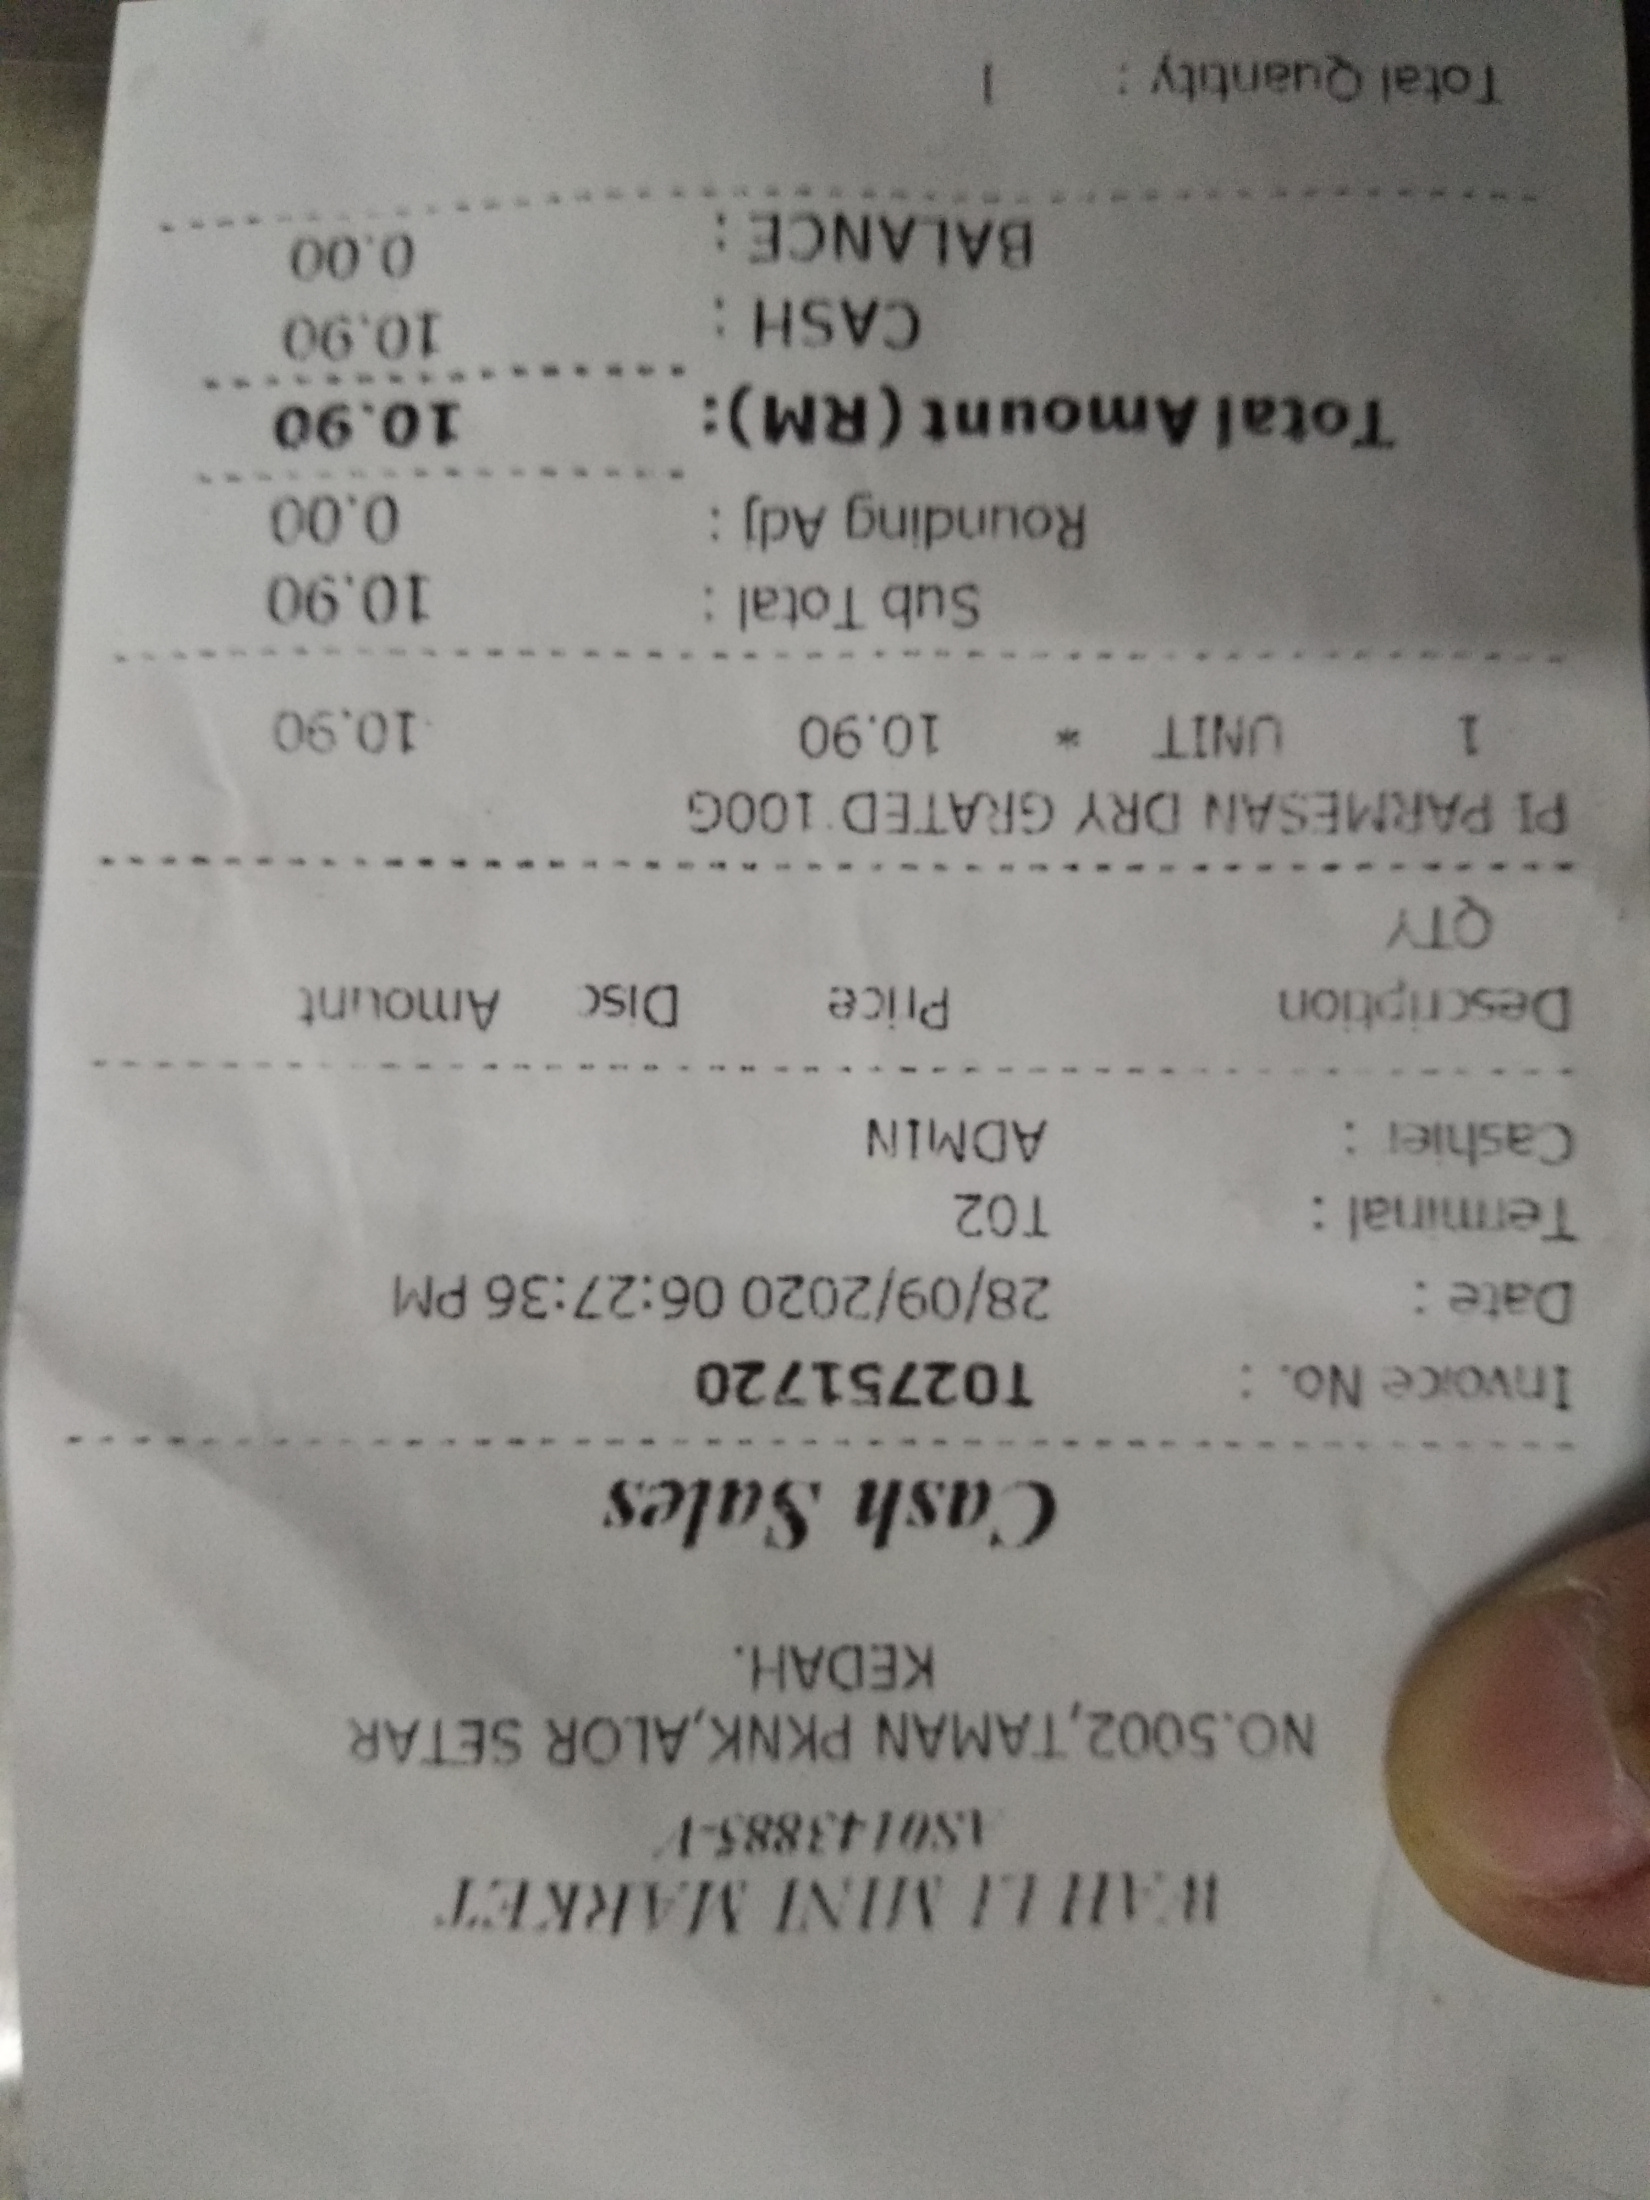 WAH LI MINI MARKET
AS0143885-V
NO.5002,TAMAN PKNK,ALOR SETAR
KEDAH.
Cash Sales
Invoice No. : T02751720
Date : 28/09/2020 06:27:36 PM
Terminal : T02
Cashier : ADMIN
Description Price Disc Amount
QTY
PI PARMESAN DRY GRATED 100G
1 UNIT * 10.90 10.90
Sub Total : 10.90
Rounding Adj : 0.00
Total Amount (RM): 10.90
CASH : 10.90
BALANCE : 0.00
Total Quantity : 1